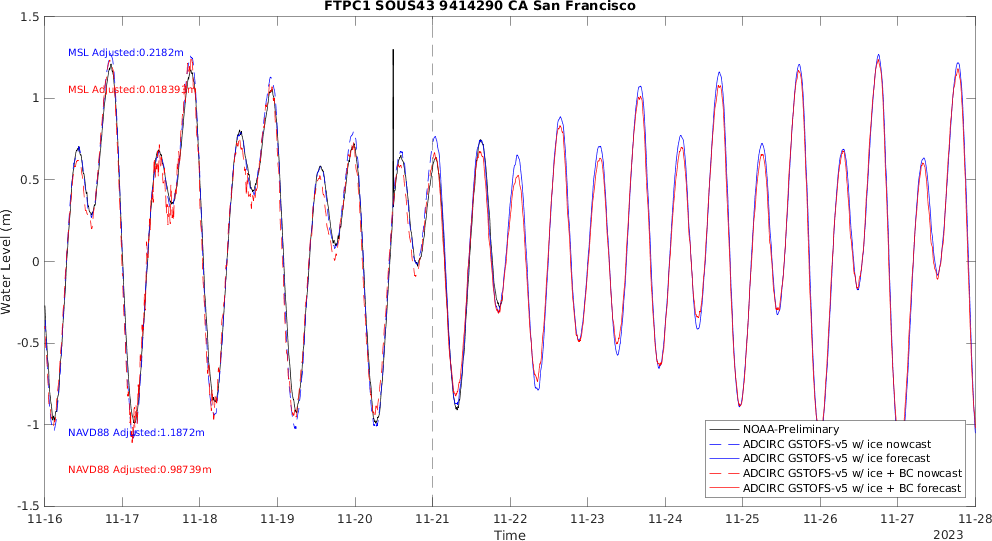 FTPC1 SOUS43 9414290 CA San Francisco
1.5
1
0.5
0
-0.5
-1
-1.5
Water Level (m)
MSL Adjusted:0.2182m
MSL Adjusted:0.018393m
NAVD88 Adjusted:1.1872m
NAVD88 Adjusted:0.98739m
NOAA-Preliminary
ADCIRC GSTOFS-v5 w/ ice nowcast
ADCIRC GSTOFS-v5 w/ ice forecast
ADCIRC GSTOFS-v5 w/ ice + BC nowcast
ADCIRC GSTOFS-v5 w/ ice + BC forecast
11-16 11-17 11-18 11-19 11-20 11-21 11-22 11-23 11-24 11-25 11-26 11-27 11-28
Time
2023